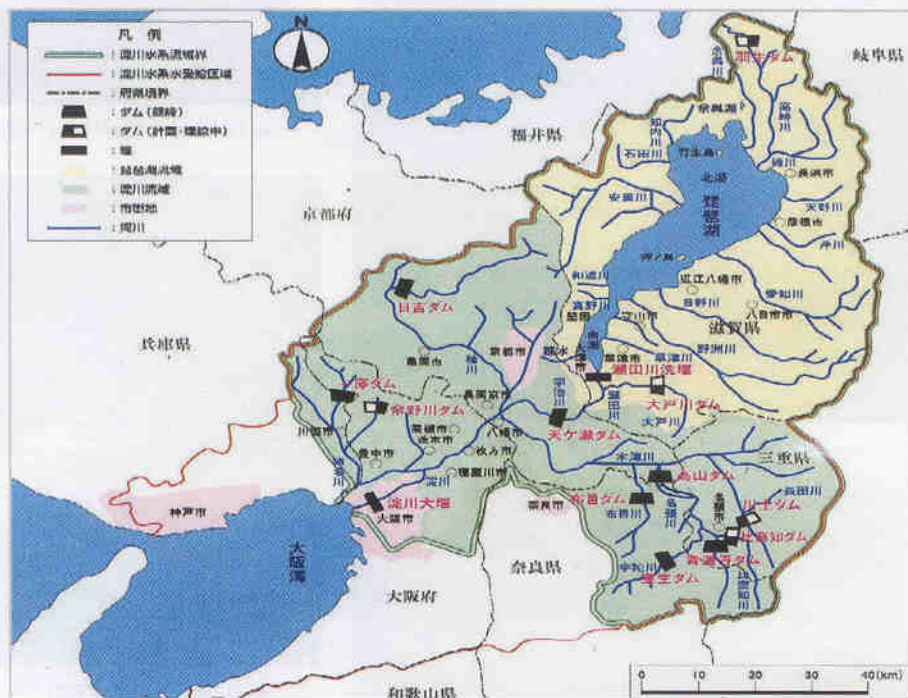 凡例
：淀川水系流域界
：淀川水系水受給区域
：府県境界
：ダム(既設)
：ダム(計画・建設中)
：堰
：琵琶湖流域
：淀川流域
：市街地
：河川
N
岐阜県
福井県
京都府
兵庫県
滋賀県
三重県
奈良県
大阪府
和歌山県
大阪湾
琵琶湖
北湖
南湖
余呉湖
竹生島
沖ノ島
丹生ダム
高時川
知内川
石田川
姉川
長浜市
天野川
彦根市
安曇川
近江八幡市
愛知川
日野川
八日市市
和邇川
真野川
堅田
守山市
野洲川
草津川
草津市
大津市
疏水
瀬田川洗堰
瀬田川
大戸川ダム
大戸川
日吉ダム
亀岡市
桂川
京都市
長岡京市
宇治川
天ケ瀬ダム
一庫ダム
余野川ダム
川西市
茨木市
豊中市
八幡市
枚方市
寝屋川市
淀川
淀川大堰
大阪市
神戸市
奈良市
木津川
高山ダム
布目ダム
布目川
名張川
名張市
川上ダム
比奈知ダム
青蓮寺ダム
室生ダム
宇陀川
0 10 20 30 40(km)